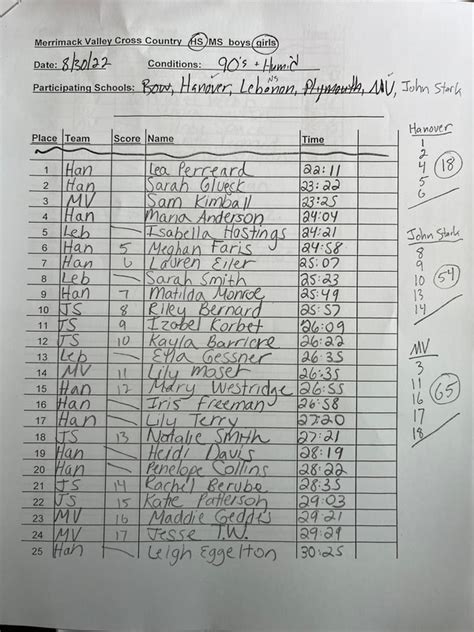 Merrimack Valley Cross Country HS MS boys girls
Date: 8/30/22 Conditions: 90's + Humid
Participating Schools: Bow, Hanover, Lebanon, Plymouth, MV, John Stark
NS
Place Team Score Name Time
1 Han Lea Perreard 22:11
2 Han Sarah Glueck 23:22
3 MV Sam Kimball 23:25
4 Han Maria Anderson 24:04
5 Leb Isabella Hastings 24:21
6 Han 5 Meghan Faris 24:58
7 Han 6 Lauren Eiler 25:07
8 Leb Sarah Smith 25:23
9 Han 7 Matilda Monroe 25:49
10 JS 8 Riley Bernard 25:57
11 JS 9 Izabel Korbet 26:09
12 JS 10 Kayla Barriere 26:22
13 Leb Ella Gessner 26:35
14 MV 11 Lily Moser 26:35
15 Han 12 Mary Westridge 26:55
16 Han Iris Freeman 26:58
17 Han Lily Terry 27:20
18 JS 13 Natalie Smith 27:21
19 Han Heidi Davis 28:19
20 Han Penelope Collins 28:22
21 JS 14 Rachel Berube 28:35
22 JS 15 Katie Patterson 29:03
23 MV 16 Maddie Geddis 29:21
24 MV 17 Jesse T.W. 29:29
25 Han Leigh Eggelton 30:25
Hanover
1
2
4 18
5
6
John Stark
8
9
10 54
13
14
MV
3
11
16 65
17
18